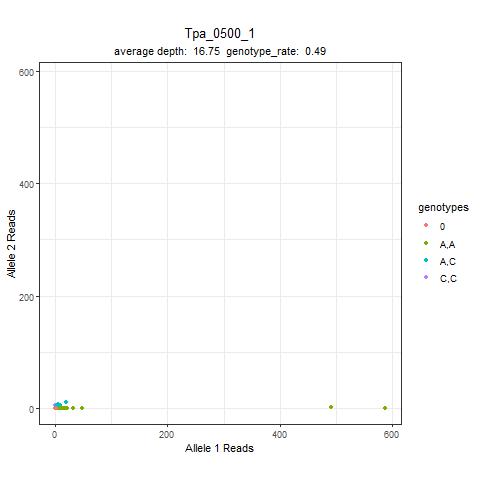 Tpa_0500_1
average depth:  16.75  genotype_rate:  0.49
600
400
200
0
0 200 400 600
Allele 1 Reads
Allele 2 Reads
genotypes
0
A,A
A,C
C,C